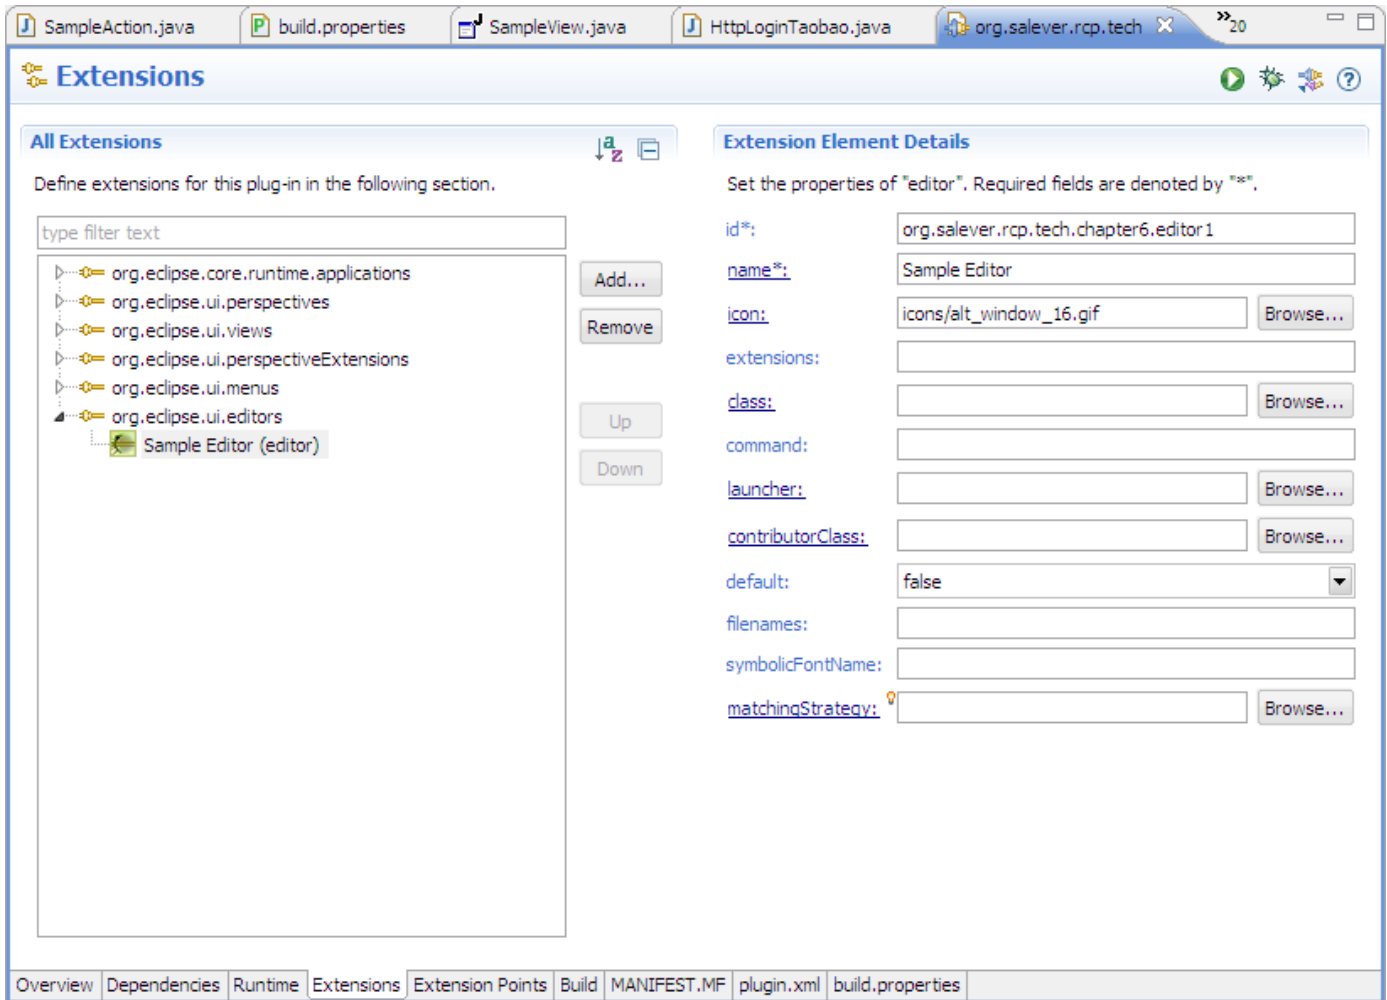 SampleAction.java build.properties SampleView.java HttpLoginTaobao.java org.salever.rcp.tech »20
Extensions
All Extensions
Define extensions for this plug-in in the following section.
type filter text
org.eclipse.core.runtime.applications
org.eclipse.ui.perspectives
org.eclipse.ui.views
org.eclipse.ui.perspectiveExtensions
org.eclipse.ui.menus
org.eclipse.ui.editors
Sample Editor (editor)
Add...
Remove
Up
Down
Extension Element Details
Set the properties of "editor". Required fields are denoted by "*".
id*: org.salever.rcp.tech.chapter6.editor1
name*: Sample Editor
icon: icons/alt_window_16.gif Browse...
extensions:
class: Browse...
command:
launcher: Browse...
contributorClass: Browse...
default: false
filenames:
symbolicFontName:
matchingStrategy: Browse...
Overview Dependencies Runtime Extensions Extension Points Build MANIFEST.MF plugin.xml build.properties